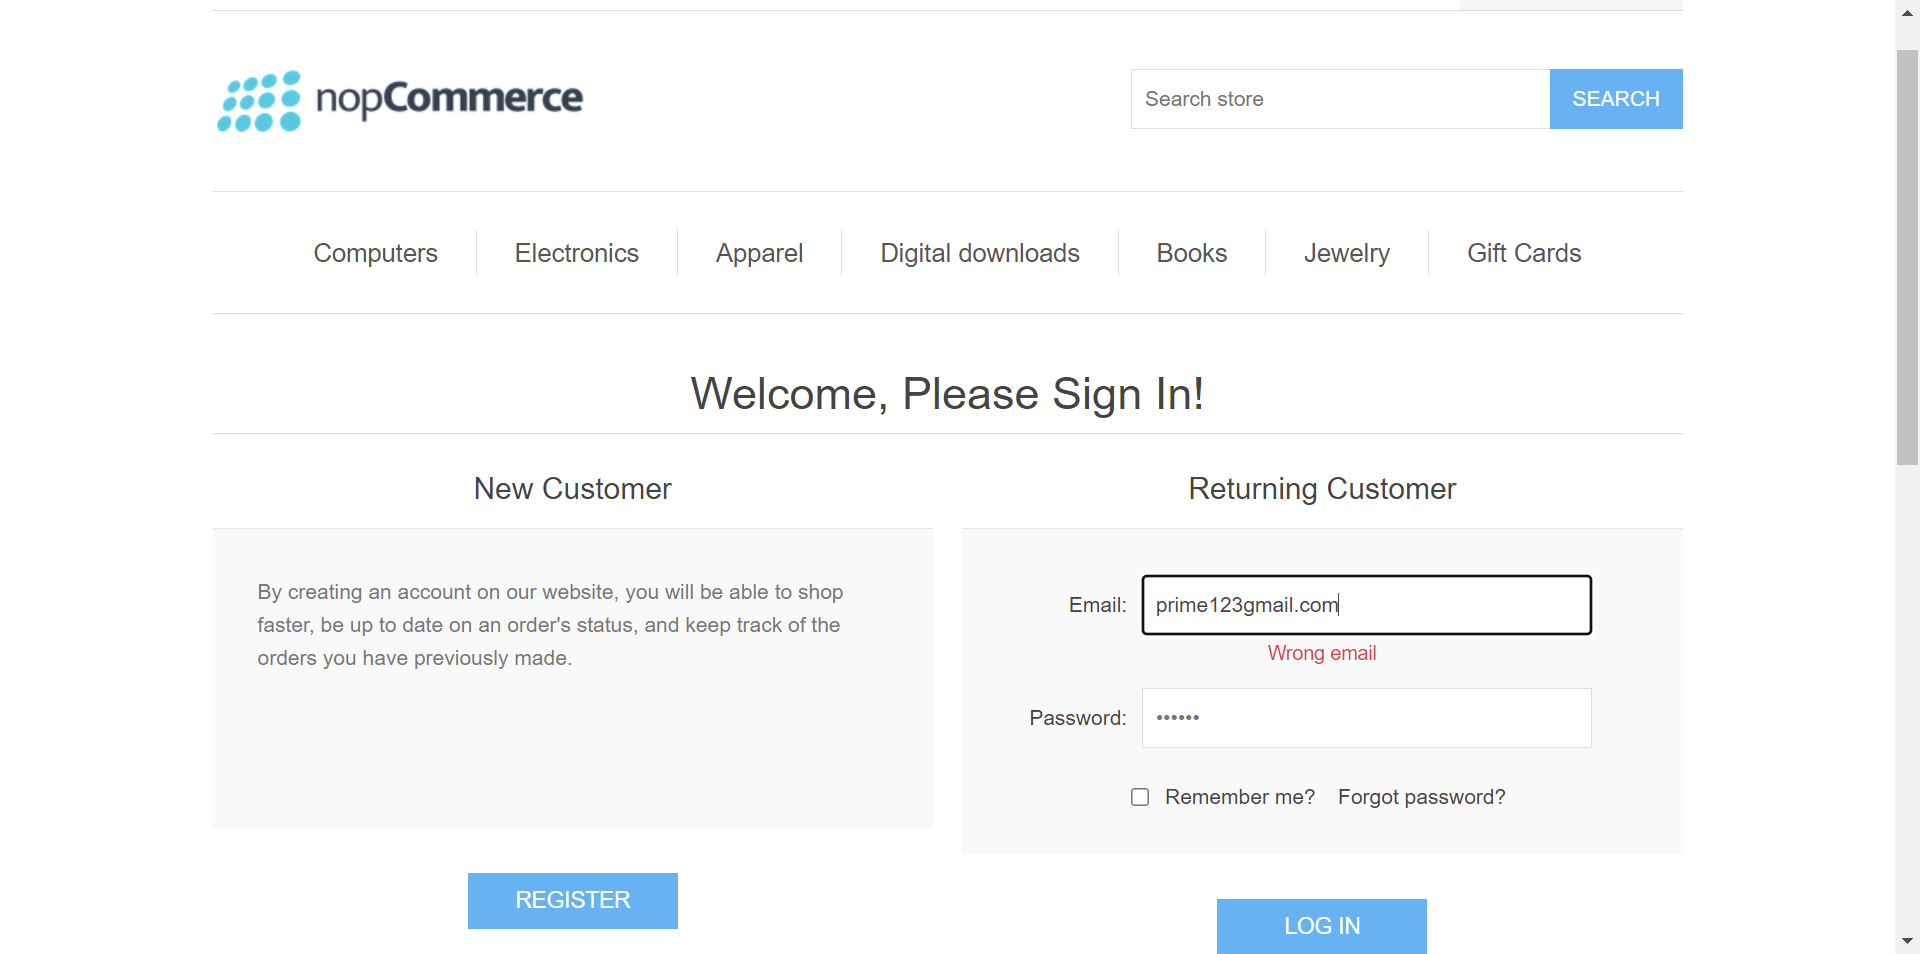 nopCommerce
Search store
SEARCH
Computers
Electronics
Apparel
Digital downloads
Books
Jewelry
Gift Cards
Welcome, Please Sign In!
New Customer
By creating an account on our website, you will be able to shop
faster, be up to date on an order's status, and keep track of the
orders you have previously made.
REGISTER
Returning Customer
Email: prime123gmail.com
Wrong email
Password: ••••••
Remember me? Forgot password?
LOG IN